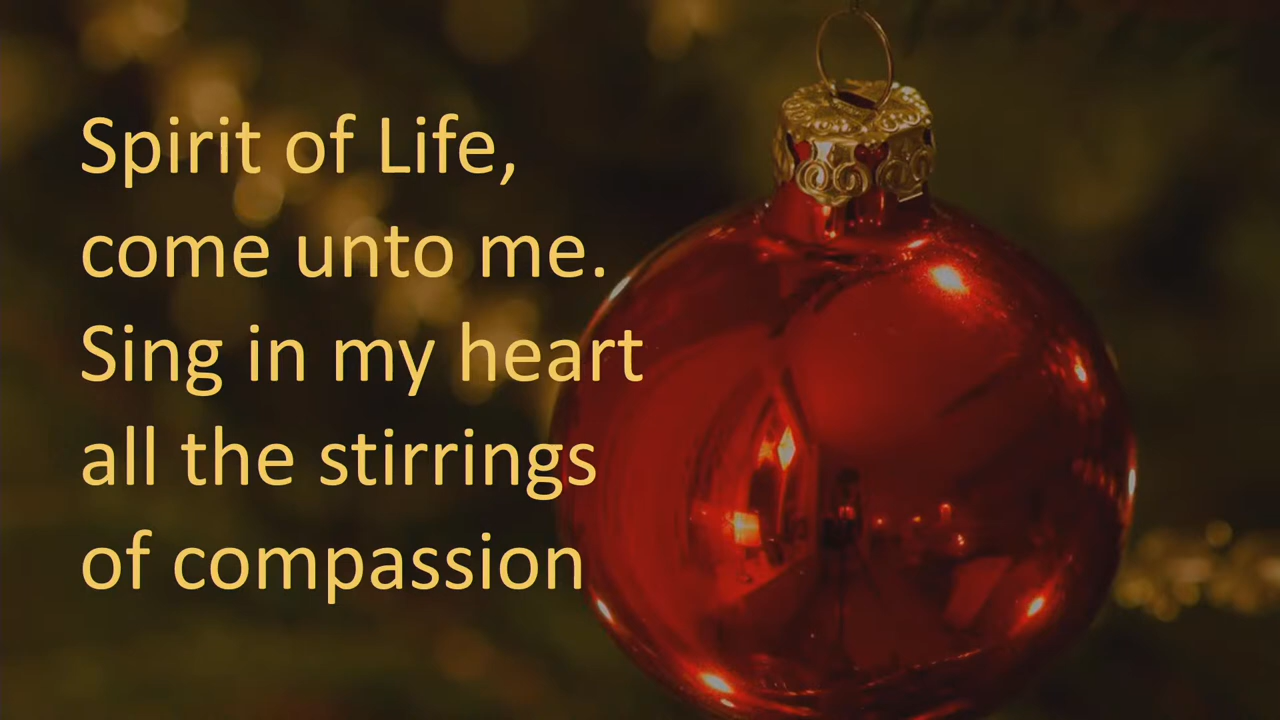 Spirit of Life,
come unto me.
Sing in my heart
all the stirrings
of compassion